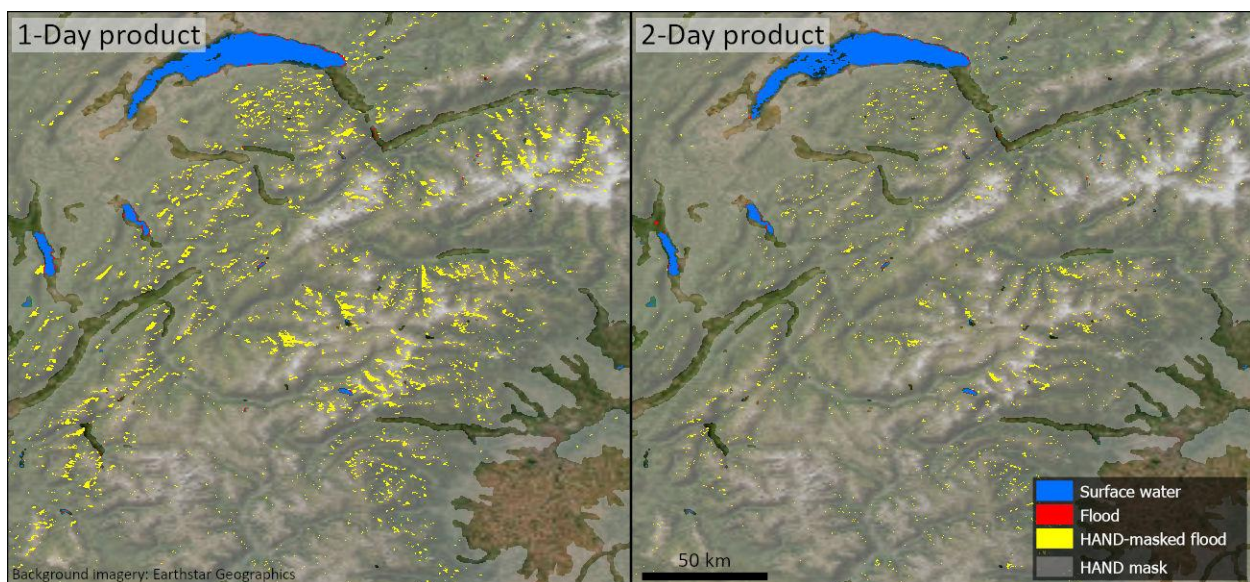 1-Day product
2-Day product
Surface water
Flood
HAND-masked flood
HAND mask
50 km
Background imagery: Earthstar Geographics